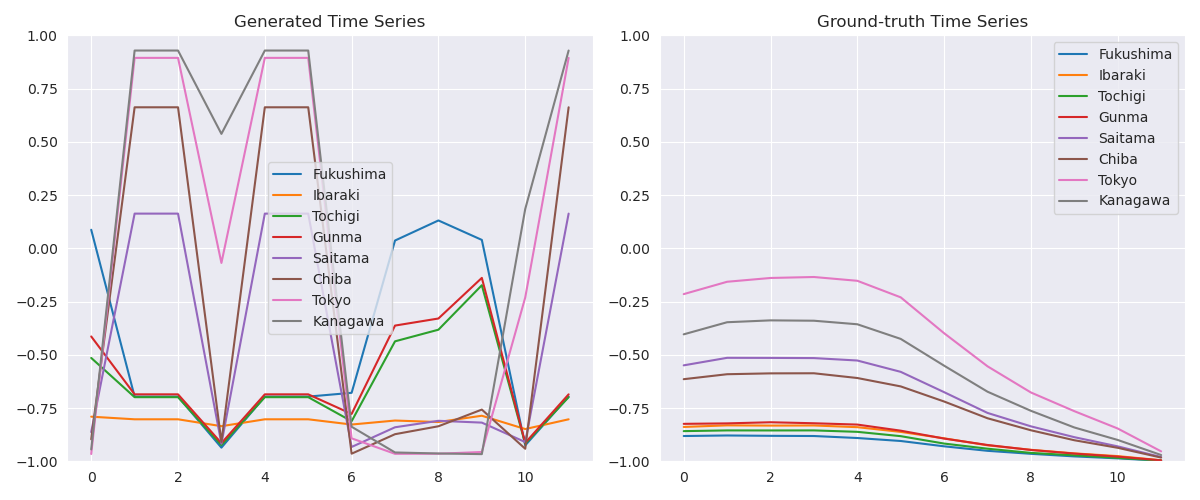 Generated Time Series
1.00
0.75
0.50
0.25
0.00
−0.25
−0.50
−0.75
−1.00
0 2 4 6 8 10
Fukushima
Ibaraki
Tochigi
Gunma
Saitama
Chiba
Tokyo
Kanagawa
Ground-truth Time Series
1.00
0.75
0.50
0.25
0.00
−0.25
−0.50
−0.75
−1.00
0 2 4 6 8 10
Fukushima
Ibaraki
Tochigi
Gunma
Saitama
Chiba
Tokyo
Kanagawa